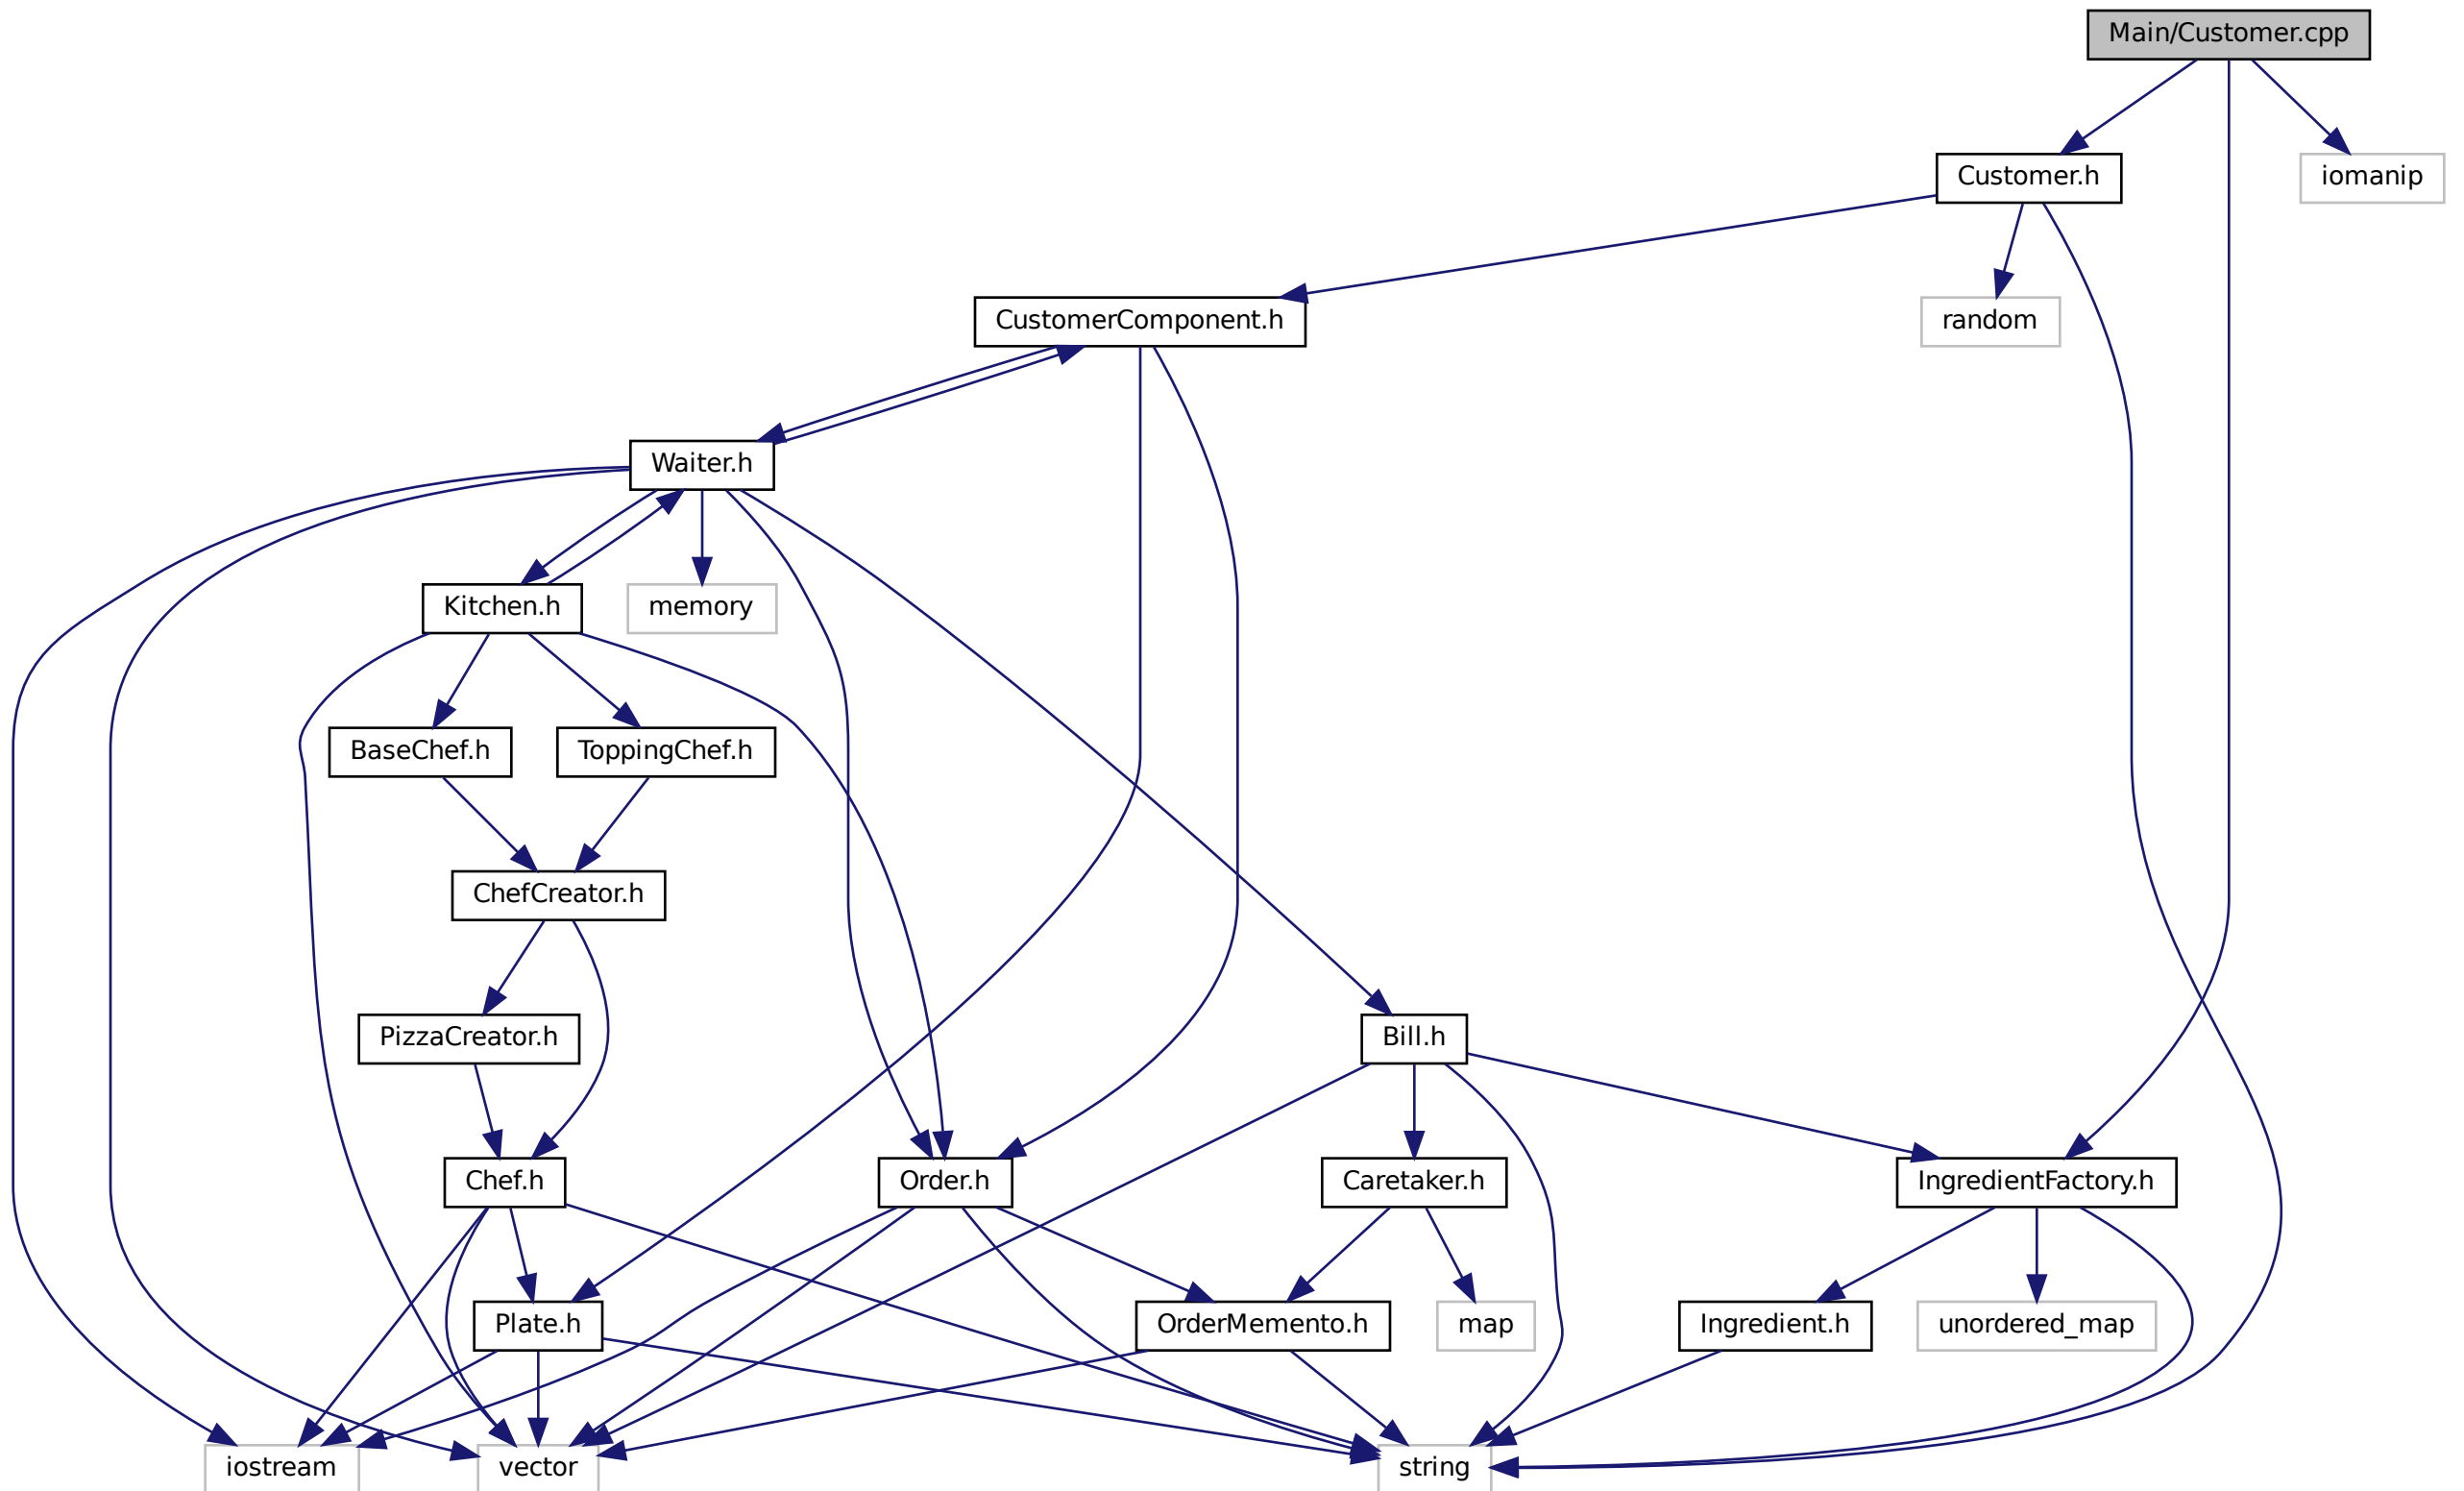 Main/Customer.cpp
Customer.h
iomanip
CustomerComponent.h
random
Waiter.h
Kitchen.h
memory
BaseChef.h
ToppingChef.h
ChefCreator.h
PizzaCreator.h
Bill.h
Chef.h
Order.h
Caretaker.h
IngredientFactory.h
Plate.h
OrderMemento.h
map
Ingredient.h
unordered_map
iostream
vector
string